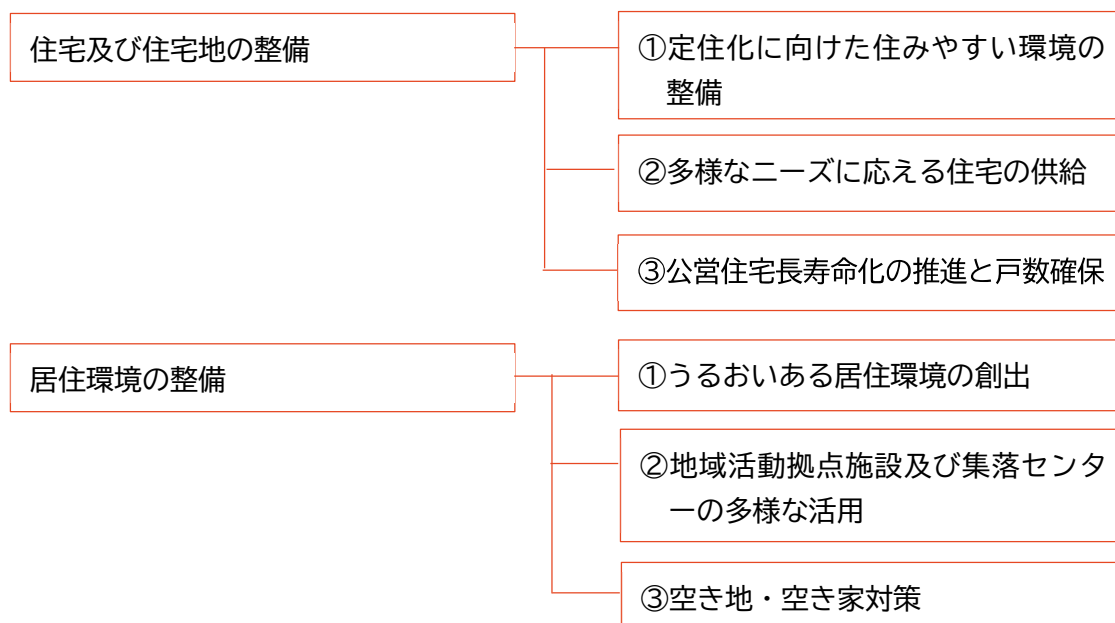 住宅及び住宅地の整備
①定住化に向けた住みやすい環境の
整備
②多様なニーズに応える住宅の供給
③公営住宅長寿命化の推進と戸数確保
居住環境の整備
①うるおいある居住環境の創出
②地域活動拠点施設及び集落センタ
ーの多様な活用
③空き地・空き家対策